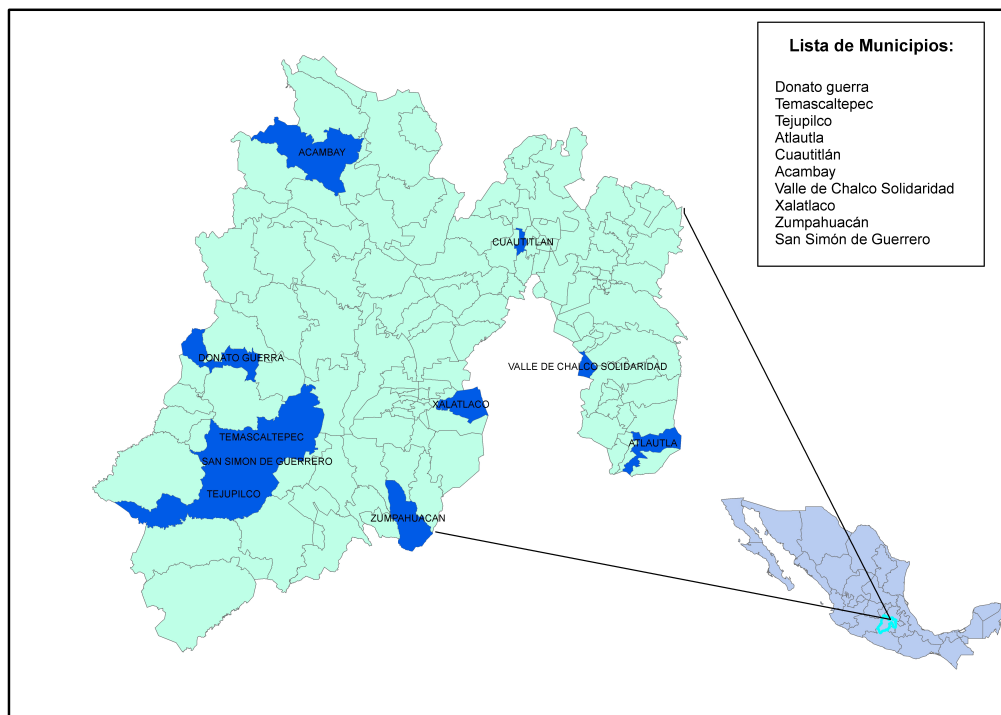 Lista de Municipios:
Donato guerra
Temascaltepec
Tejupilco
Atlautla
Cuautitlán
Acambay
Valle de Chalco Solidaridad
Xalatlaco
Zumpahuacán
San Simón de Guerrero
ACAMBAY
CUAUTITLAN
DONATO GUERRA
VALLE DE CHALCO SOLIDARIDAD
XALATLACO
TEMASCALTEPEC
ATLAUTLA
SAN SIMON DE GUERRERO
TEJUPILCO
ZUMPAHUACAN